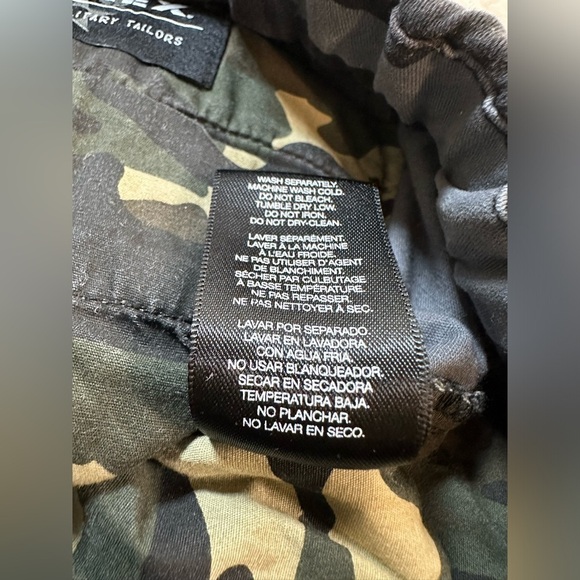 TAILORS
WASH SEPARATELY.
MACHINE WASH COLD.
DO NOT BLEACH.
TUMBLE DRY LOW.
DO NOT IRON.
DO NOT DRY-CLEAN.
LAVER SÉPARÉMENT.
LAVER À LA MACHINE
À L'EAU FROIDE.
NE PAS UTILISER D'AGENT
DE BLANCHIMENT.
SÉCHER PAR CULBUTAGE
À BASSE TEMPÉRATURE.
NE PAS REPASSER.
NE PAS NETTOYER À SEC.
LAVAR POR SEPARADO.
LAVAR EN LAVADORA
CON AGUA FRIA.
NO USAR BLANQUEADOR.
SECAR EN SECADORA
TEMPERATURA BAJA.
NO PLANCHAR.
NO LAVAR EN SECO.